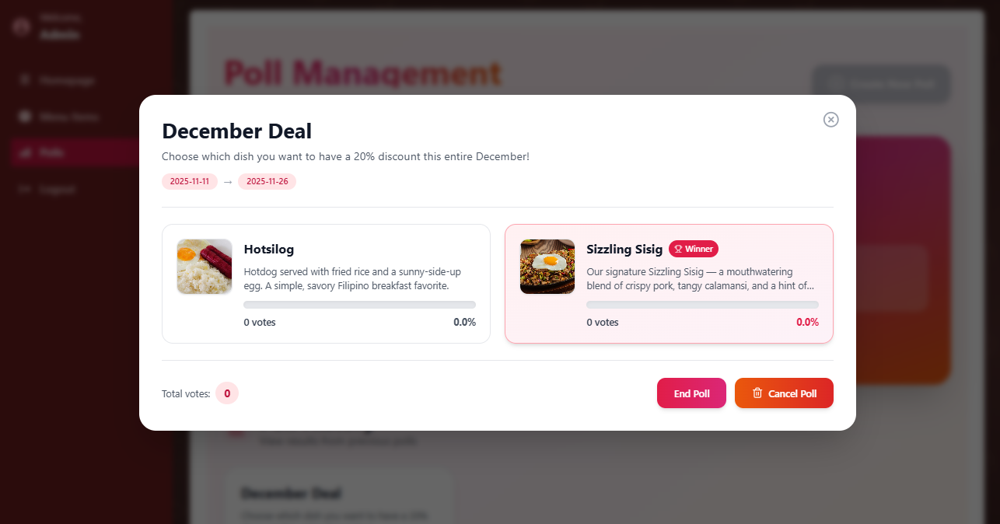 Welcome
Admin
Homepage
Menu Items
Polls
Logout
Poll Management
Create New Poll
December Deal
Choose which dish you want to have a 20% discount this entire December!
2025-11-11 → 2025-11-26
Hotsilog
Hotdog served with fried rice and a sunny-side-up
egg. A simple, savory Filipino breakfast favorite.
0 votes
0.0%
Sizzling Sisig
Winner
Our signature Sizzling Sisig — a mouthwatering
blend of crispy pork, tangy calamansi, and a hint of...
0 votes
0.0%
Total votes: 0
End Poll
Cancel Poll
View results from previous polls
December Deal
Choose which dish you want to have a 20%